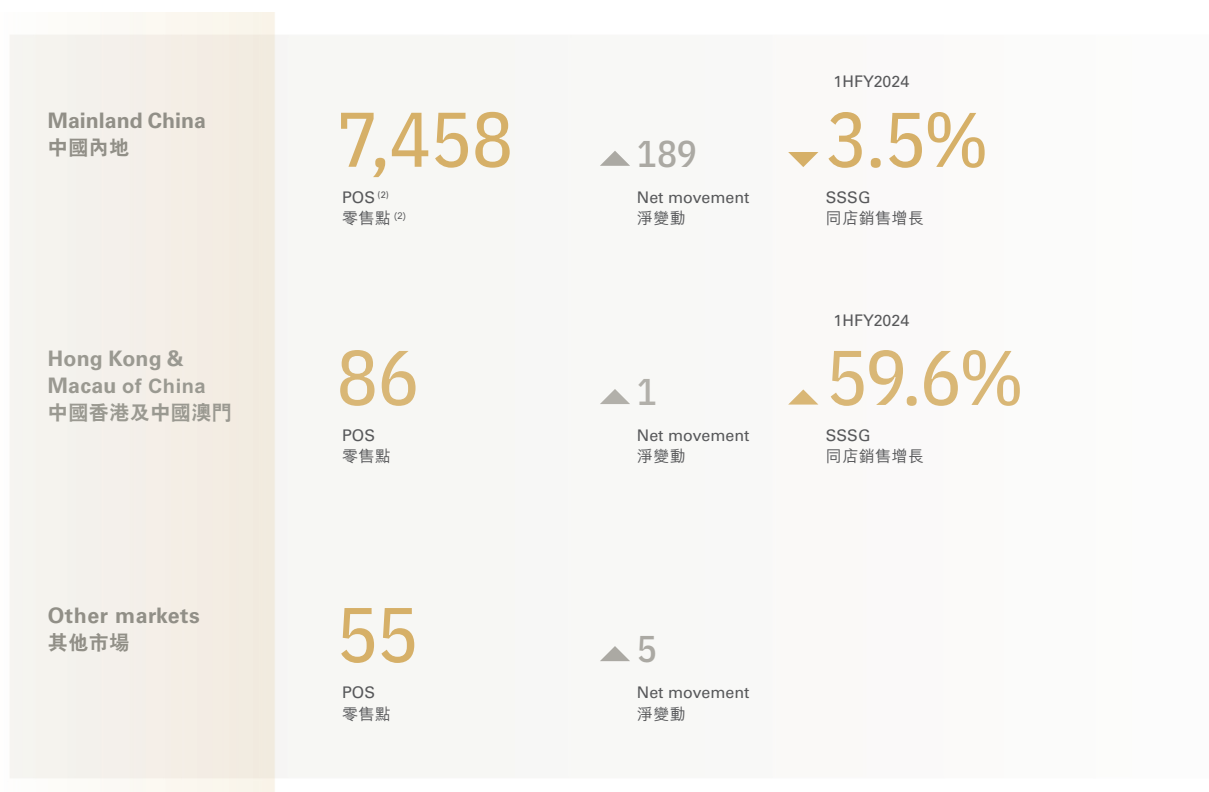 Mainland China
中國內地
7,458
POS (2)
零售點 (2)
▲ 189
Net movement
淨變動
1HFY2024
▼ 3.5%
SSSG
同店銷售增長
Hong Kong &
Macau of China
中國香港及中國澳門
86
POS
零售點
▲ 1
Net movement
淨變動
1HFY2024
▲ 59.6%
SSSG
同店銷售增長
Other markets
其他市場
55
POS
零售點
▲ 5
Net movement
淨變動